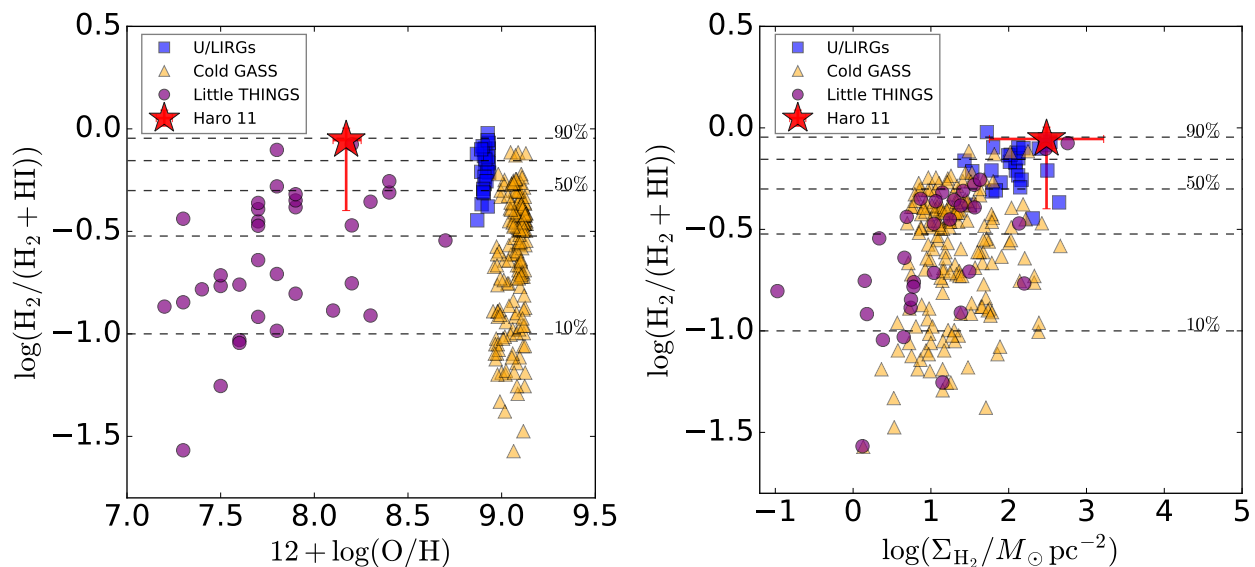 0.5
0.0
−0.5
−1.0
−1.5
log(H₂/(H₂ + HI))
U/LIRGs
Cold GASS
Little THINGS
Haro 11
90%
50%
10%
7.0 7.5 8.0 8.5 9.0 9.5
12 + log(O/H)
0.5
0.0
−0.5
−1.0
−1.5
log(H₂/(H₂ + HI))
U/LIRGs
Cold GASS
Little THINGS
Haro 11
90%
50%
10%
−1 0 1 2 3 4 5
log(Σ_H₂/M⊙ pc⁻²)